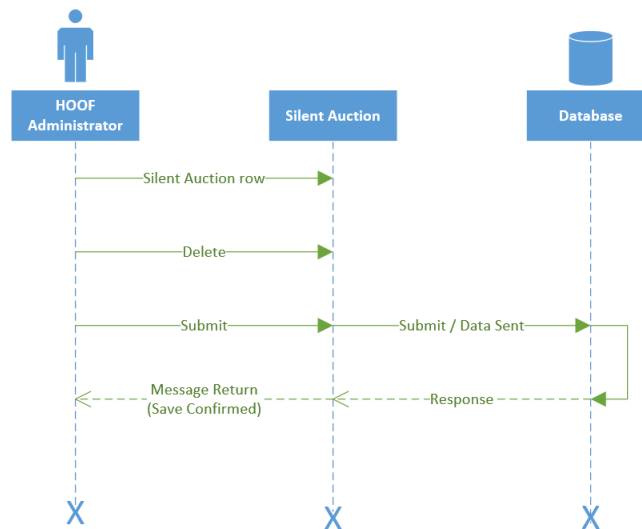 HOOF
Administrator
Silent Auction
Database
Silent Auction row
Delete
Submit
Submit / Data Sent
Message Return
(Save Confirmed)
Response
X
X
X